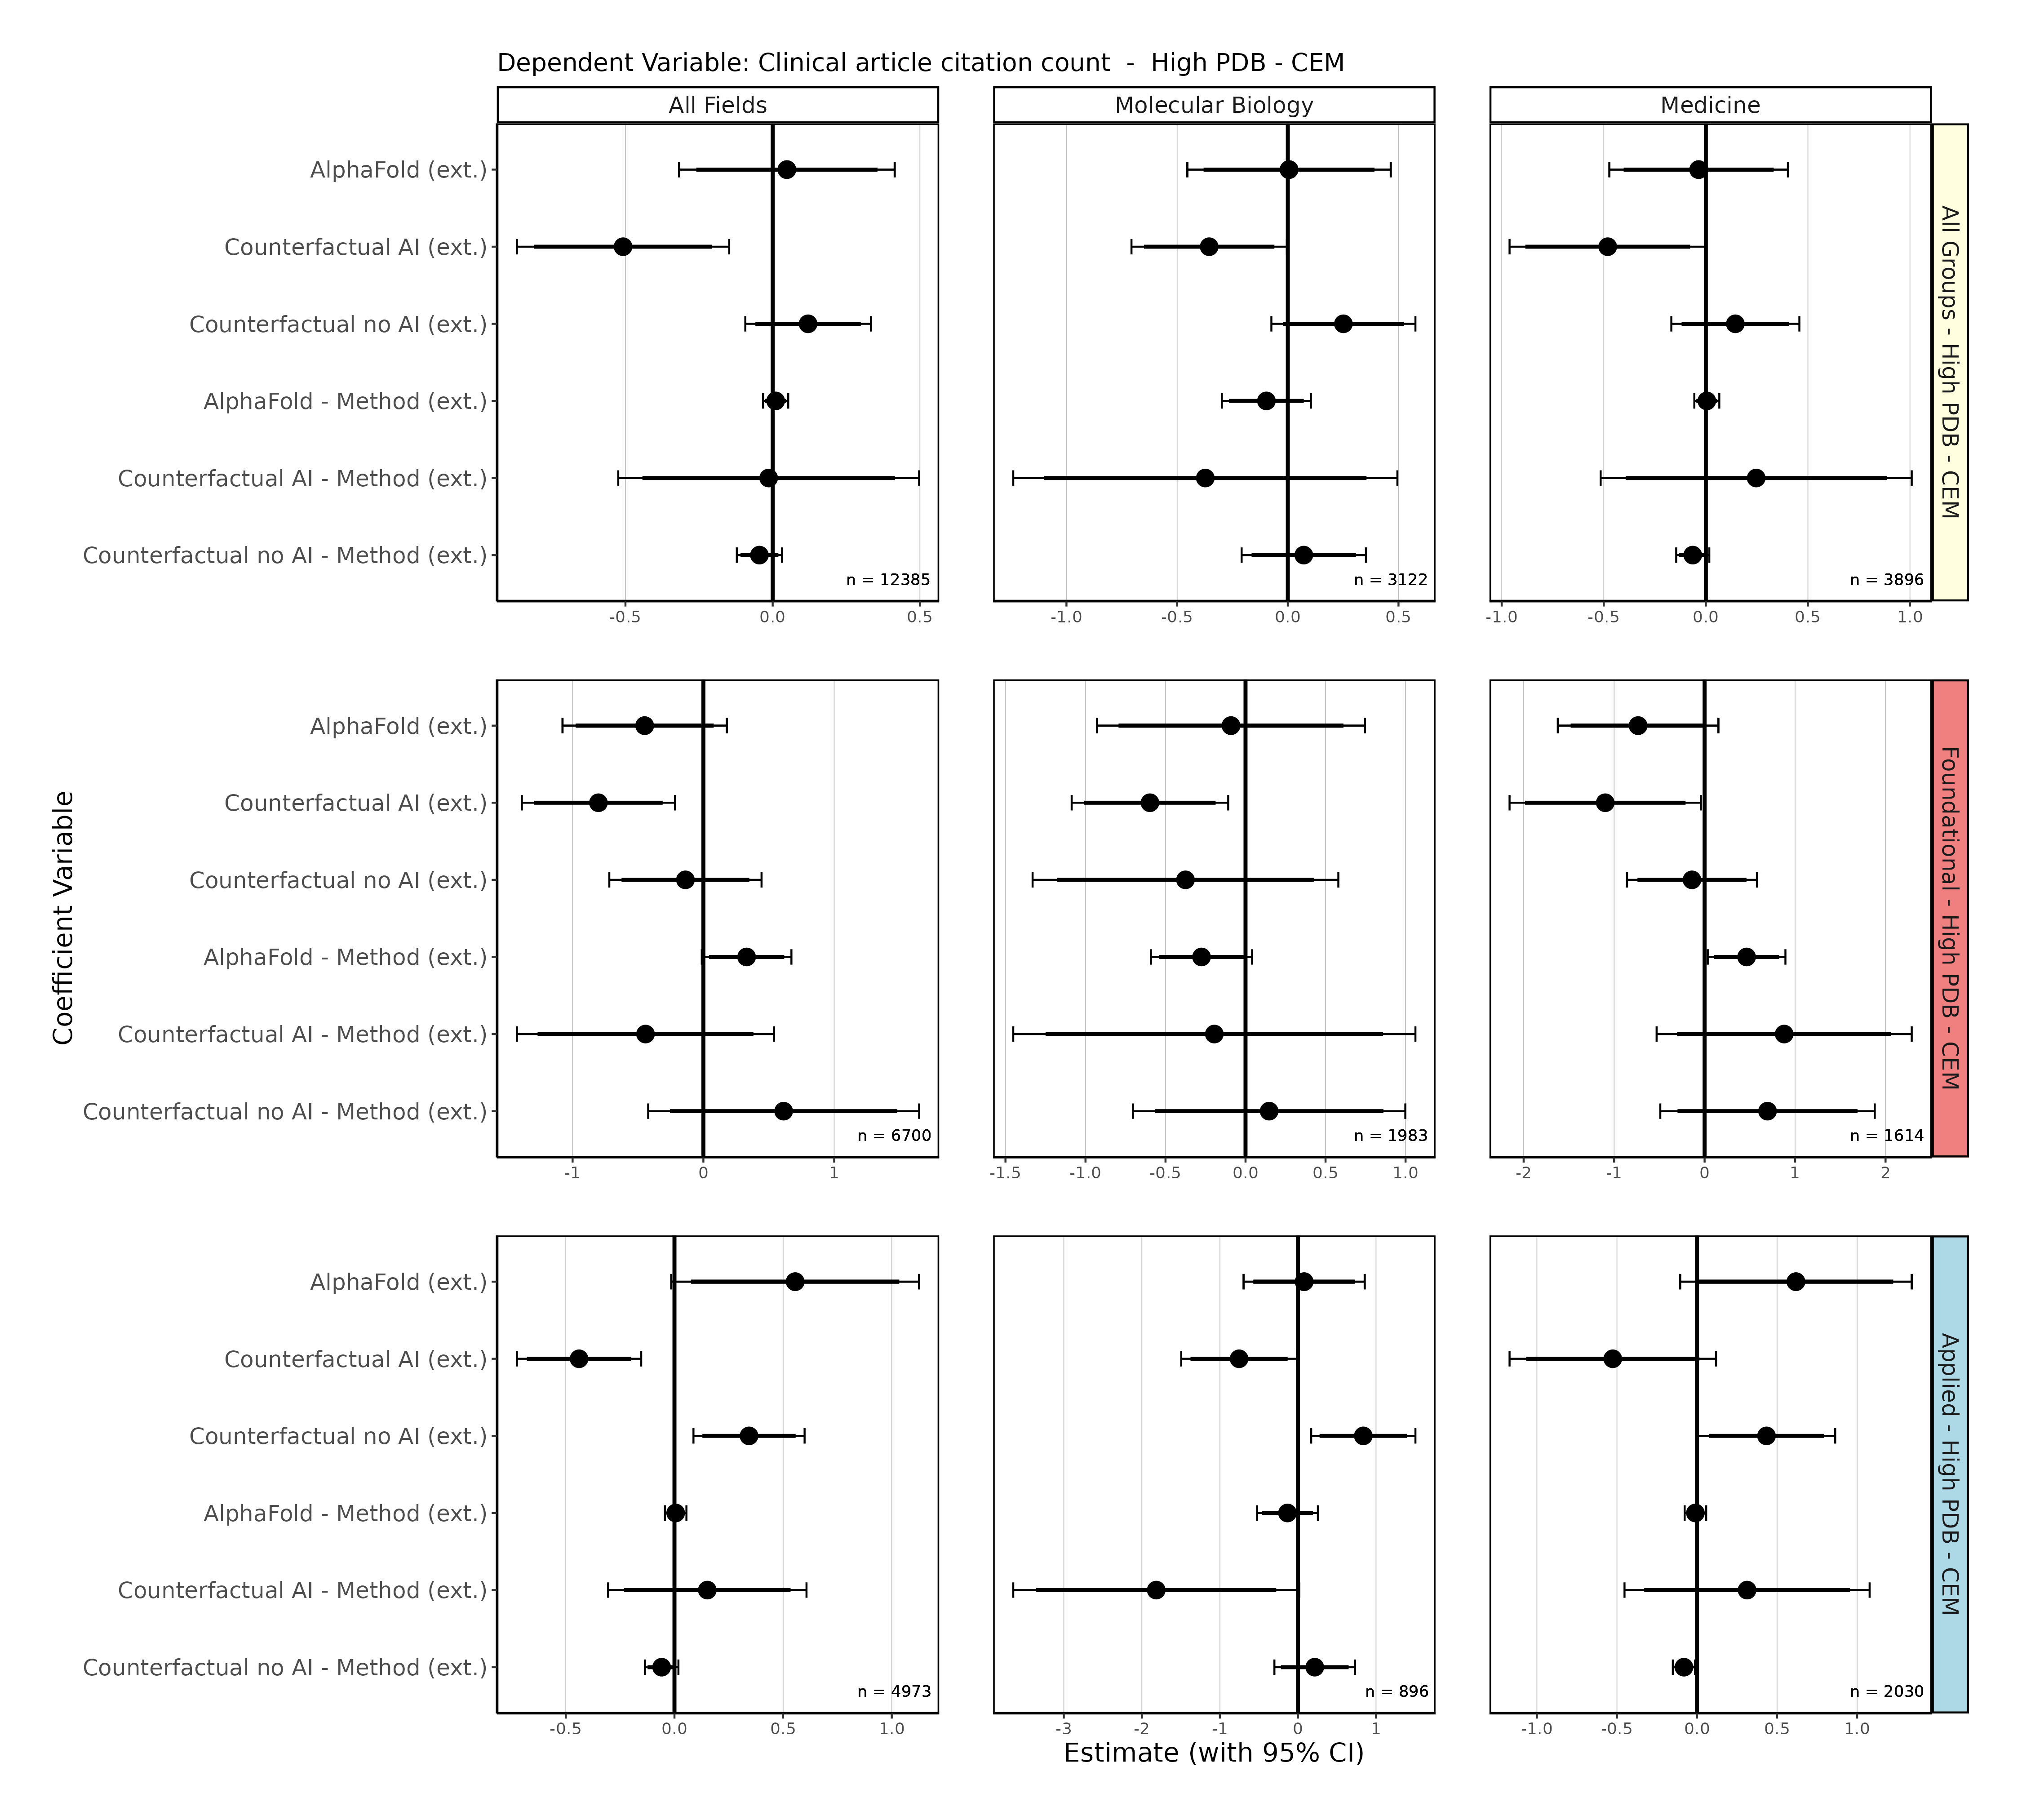 Dependent Variable: Clinical article citation count - High PDB - CEM
All Fields
Molecular Biology
Medicine
AlphaFold (ext.)
Counterfactual AI (ext.)
Counterfactual no AI (ext.)
AlphaFold - Method (ext.)
Counterfactual AI - Method (ext.)
Counterfactual no AI - Method (ext.)
n = 12385
n = 3122
n = 3896
-0.5 0.0 0.5
-1.0 -0.5 0.0 0.5
-1.0 -0.5 0.0 0.5 1.0
All Groups - High PDB - CEM
Coefficient Variable
AlphaFold (ext.)
Counterfactual AI (ext.)
Counterfactual no AI (ext.)
AlphaFold - Method (ext.)
Counterfactual AI - Method (ext.)
Counterfactual no AI - Method (ext.)
n = 6700
n = 1983
n = 1614
-1 0 1
-1.5 -1.0 -0.5 0.0 0.5 1.0
-2 -1 0 1 2
Foundational - High PDB - CEM
AlphaFold (ext.)
Counterfactual AI (ext.)
Counterfactual no AI (ext.)
AlphaFold - Method (ext.)
Counterfactual AI - Method (ext.)
Counterfactual no AI - Method (ext.)
n = 4973
n = 896
n = 2030
-0.5 0.0 0.5 1.0
-3 -2 -1 0 1
-1.0 -0.5 0.0 0.5 1.0
Applied - High PDB - CEM
Estimate (with 95% CI)